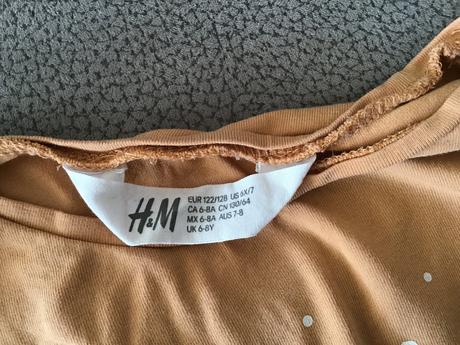 H&M
EUR 122/128 US 6X/7
CA 6-8A CN 130/64
MX 6-8A AUS 7-8
UK 6-8Y